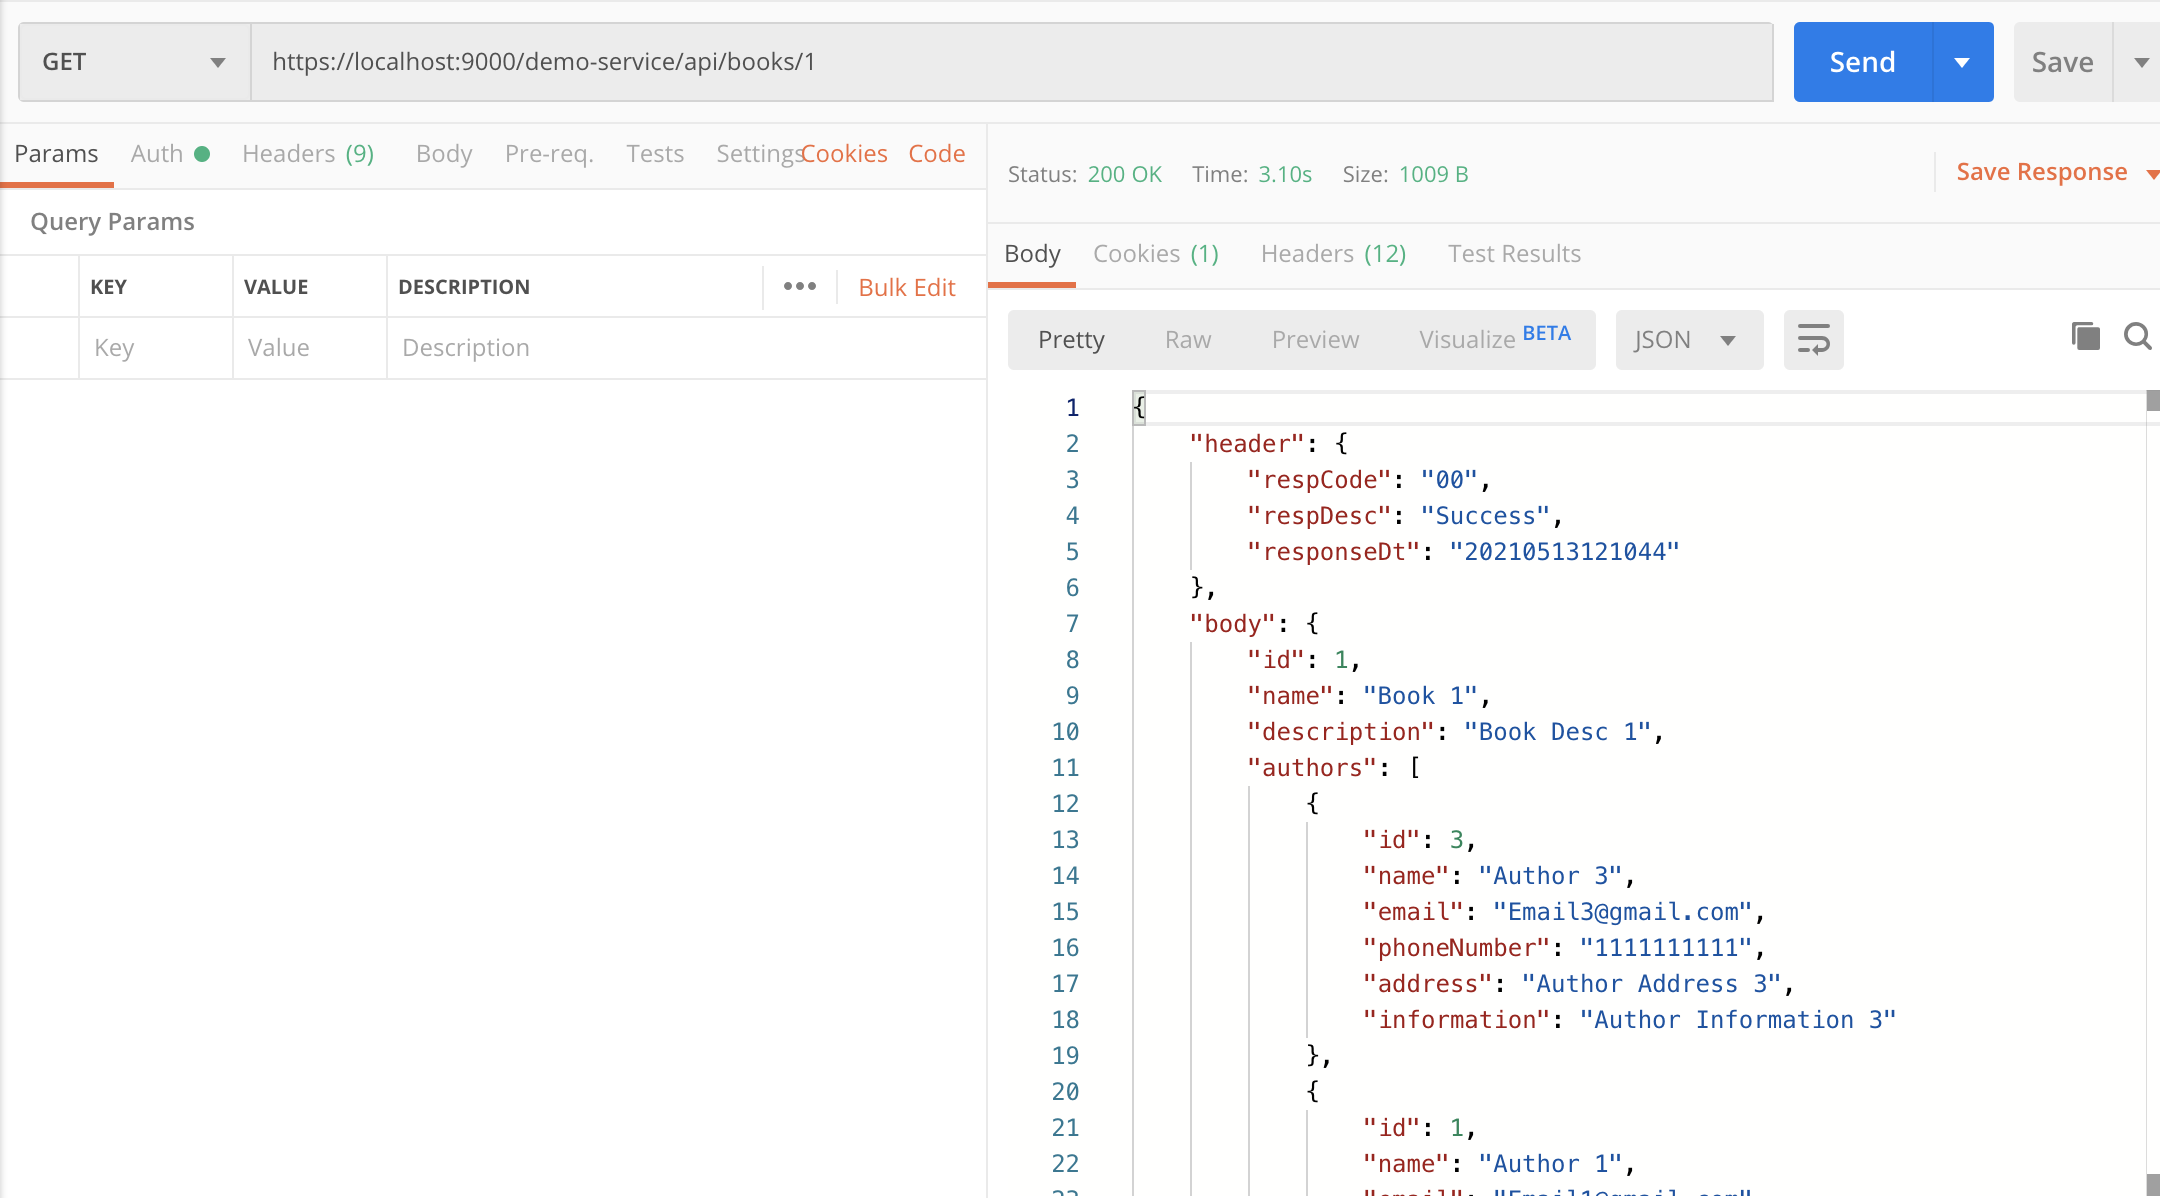 GET https://localhost:9000/demo-service/api/books/1 Send Save
Params Auth Headers (9) Body Pre-req. Tests Settings Cookies Code
Query Params
KEY VALUE DESCRIPTION ••• Bulk Edit
Key Value Description
Status: 200 OK Time: 3.10s Size: 1009 B Save Response
Body Cookies (1) Headers (12) Test Results
Pretty Raw Preview Visualize BETA JSON
1 {
2 "header": {
3 "respCode": "00",
4 "respDesc": "Success",
5 "responseDt": "20210513121044"
6 },
7 "body": {
8 "id": 1,
9 "name": "Book 1",
10 "description": "Book Desc 1",
11 "authors": [
12 {
13 "id": 3,
14 "name": "Author 3",
15 "email": "Email3@gmail.com",
16 "phoneNumber": "1111111111",
17 "address": "Author Address 3",
18 "information": "Author Information 3"
19 },
20 {
21 "id": 1,
22 "name": "Author 1",
23 "email": "Email1@gmail.com"